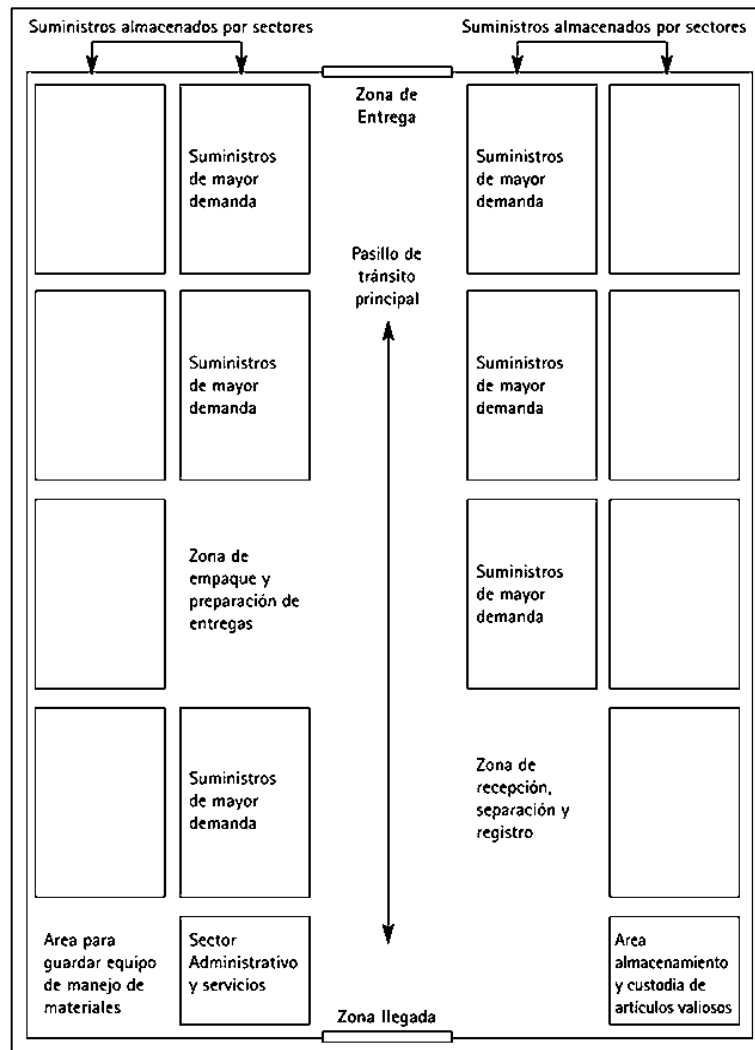 Suministros almacenados por sectores
Suministros almacenados por sectores
Zona de
Entrega
Suministros
de mayor
demanda
Suministros
de mayor
demanda
Pasillo de
tránsito
principal
Suministros
de mayor
demanda
Suministros
de mayor
demanda
Zona de
empaque y
preparación de
entregas
Suministros
de mayor
demanda
Suministros
de mayor
demanda
Zona de
recepción,
separación y
registro
Area para
guardar equipo
de manejo de
materiales
Sector
Administrativo
y servicios
Area
almacenamiento
y custodia de
artículos valiosos
Zona llegada